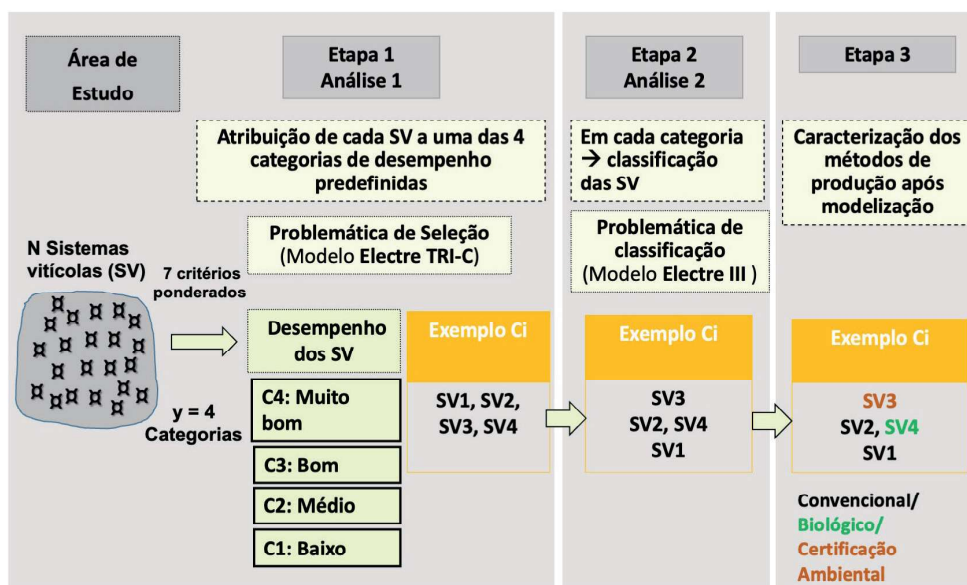 Área de
Estudo
Etapa 1
Análise 1
Etapa 2
Análise 2
Etapa 3
Atribuição de cada SV a uma das 4
categorias de desempenho
predefinidas
Em cada categoria
→ classificação
das SV
Caracterização dos
métodos de
produção após
modelização
Problemática de Seleção
(Modelo Electre TRI-C)
Problemática de
classificação
(Modelo Electre III )
N Sistemas
vitícolas (SV)
7 critérios
ponderados
y = 4
Categorias
Desempenho
dos SV
C4: Muito
bom
C3: Bom
C2: Médio
C1: Baixo
Exemplo Ci
SV1, SV2,
SV3, SV4
Exemplo Ci
SV3
SV2, SV4
SV1
Exemplo Ci
SV3
SV2, SV4
SV1
Convencional/
Biológico/
Certificação
Ambiental